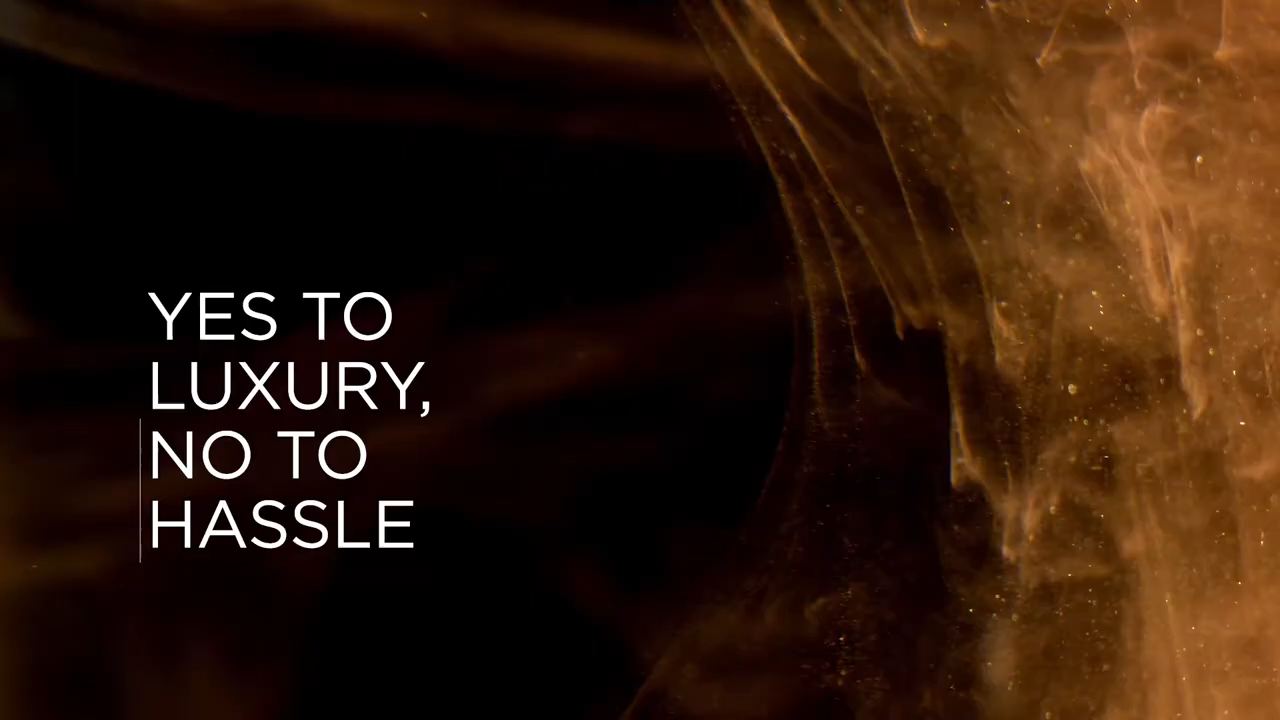 YES TO
LUXURY,
NO TO
HASSLE